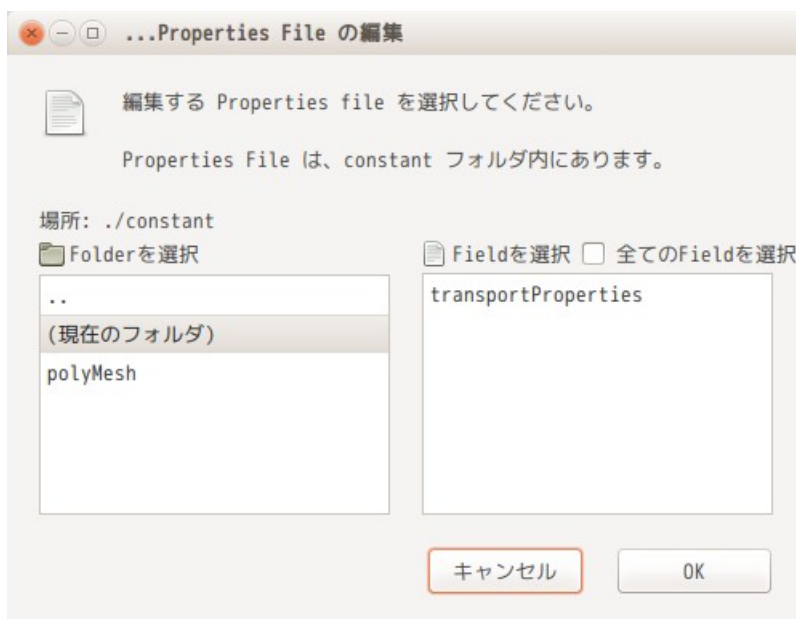 ...Properties File の編集
編集する Properties file を選択してください。
Properties File は、constant フォルダ内にあります。
場所: ./constant
Folderを選択
..
(現在のフォルダ)
polyMesh
Fieldを選択 全てのFieldを選択
transportProperties
キャンセル OK